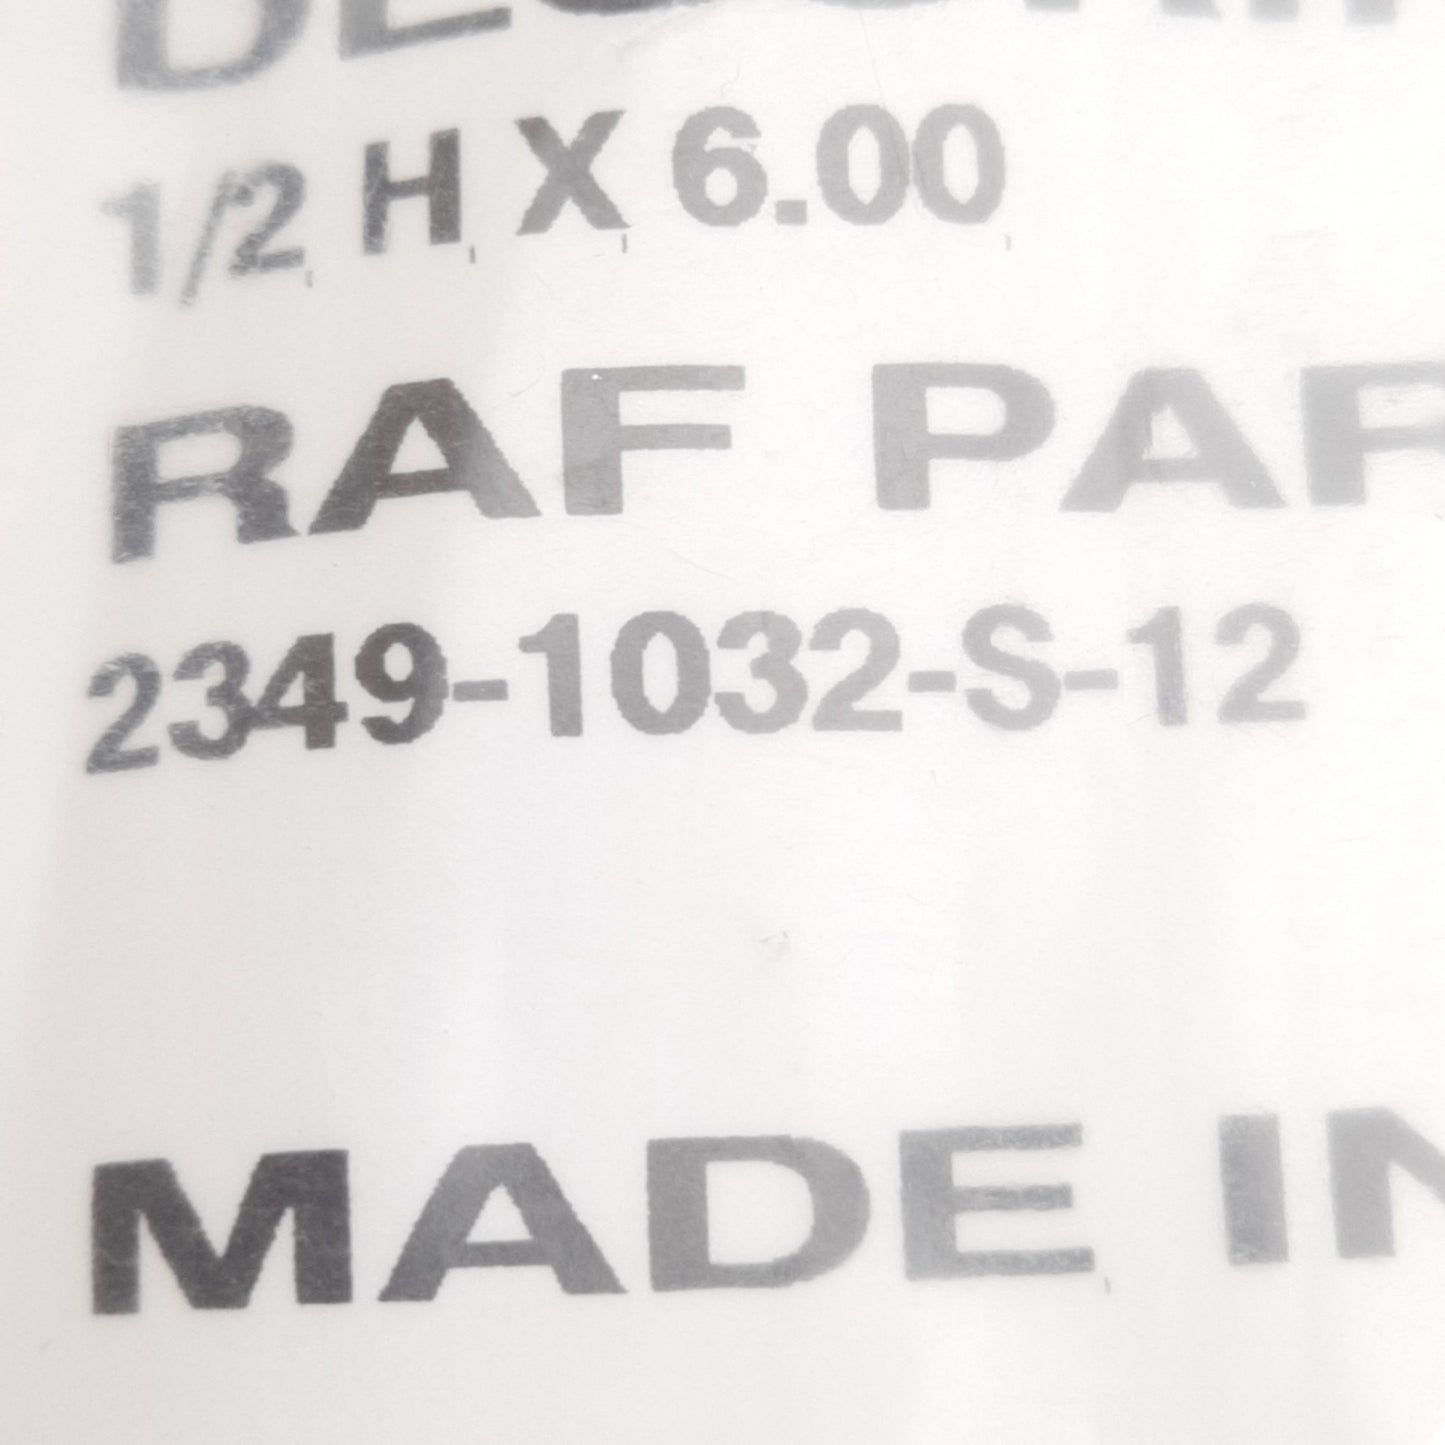 1/2 H X 6.00
RAF PAR
2349-1032-S-12
MADE IN